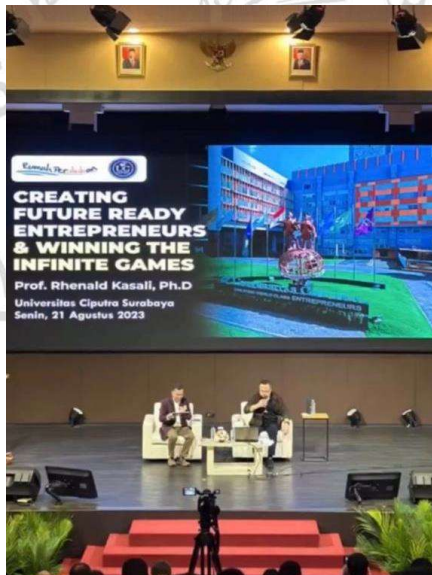 Rumah Perubahan
CREATING
FUTURE READY
ENTREPRENEURS
& WINNING THE
INFINITE GAMES
Prof. Rhenald Kasali, Ph.D
Universitas Ciputra Surabaya
Senin, 21 Agustus 2023
ENTREPRENEURS